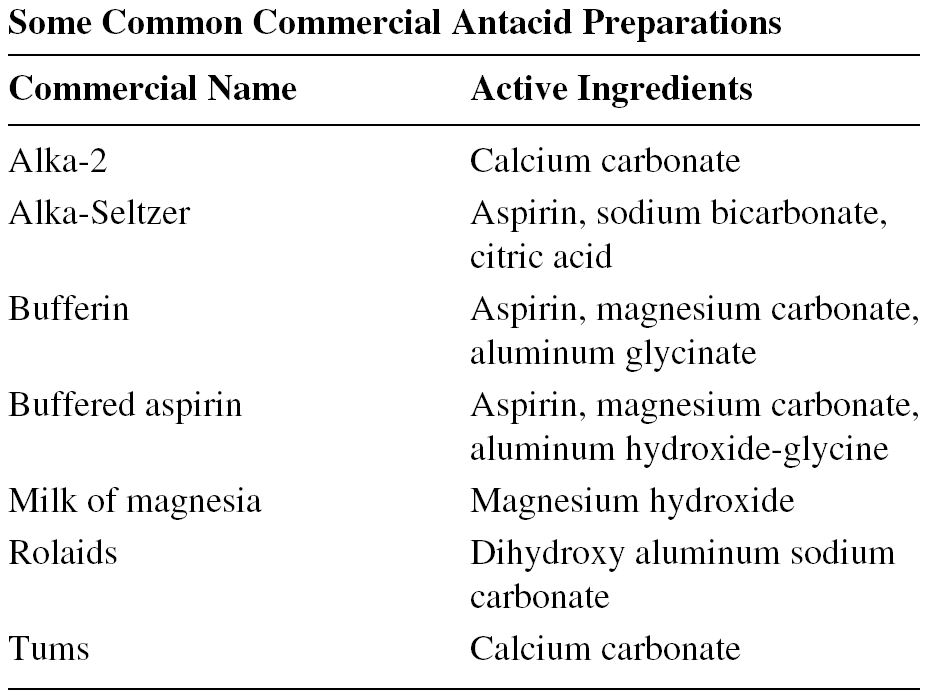 Some Common Commercial Antacid Preparations
Commercial Name Active Ingredients
Alka-2 Calcium carbonate
Alka-Seltzer Aspirin, sodium bicarbonate,
citric acid
Bufferin Aspirin, magnesium carbonate,
aluminum glycinate
Buffered aspirin Aspirin, magnesium carbonate,
aluminum hydroxide-glycine
Milk of magnesia Magnesium hydroxide
Rolaids Dihydroxy aluminum sodium
carbonate
Tums Calcium carbonate